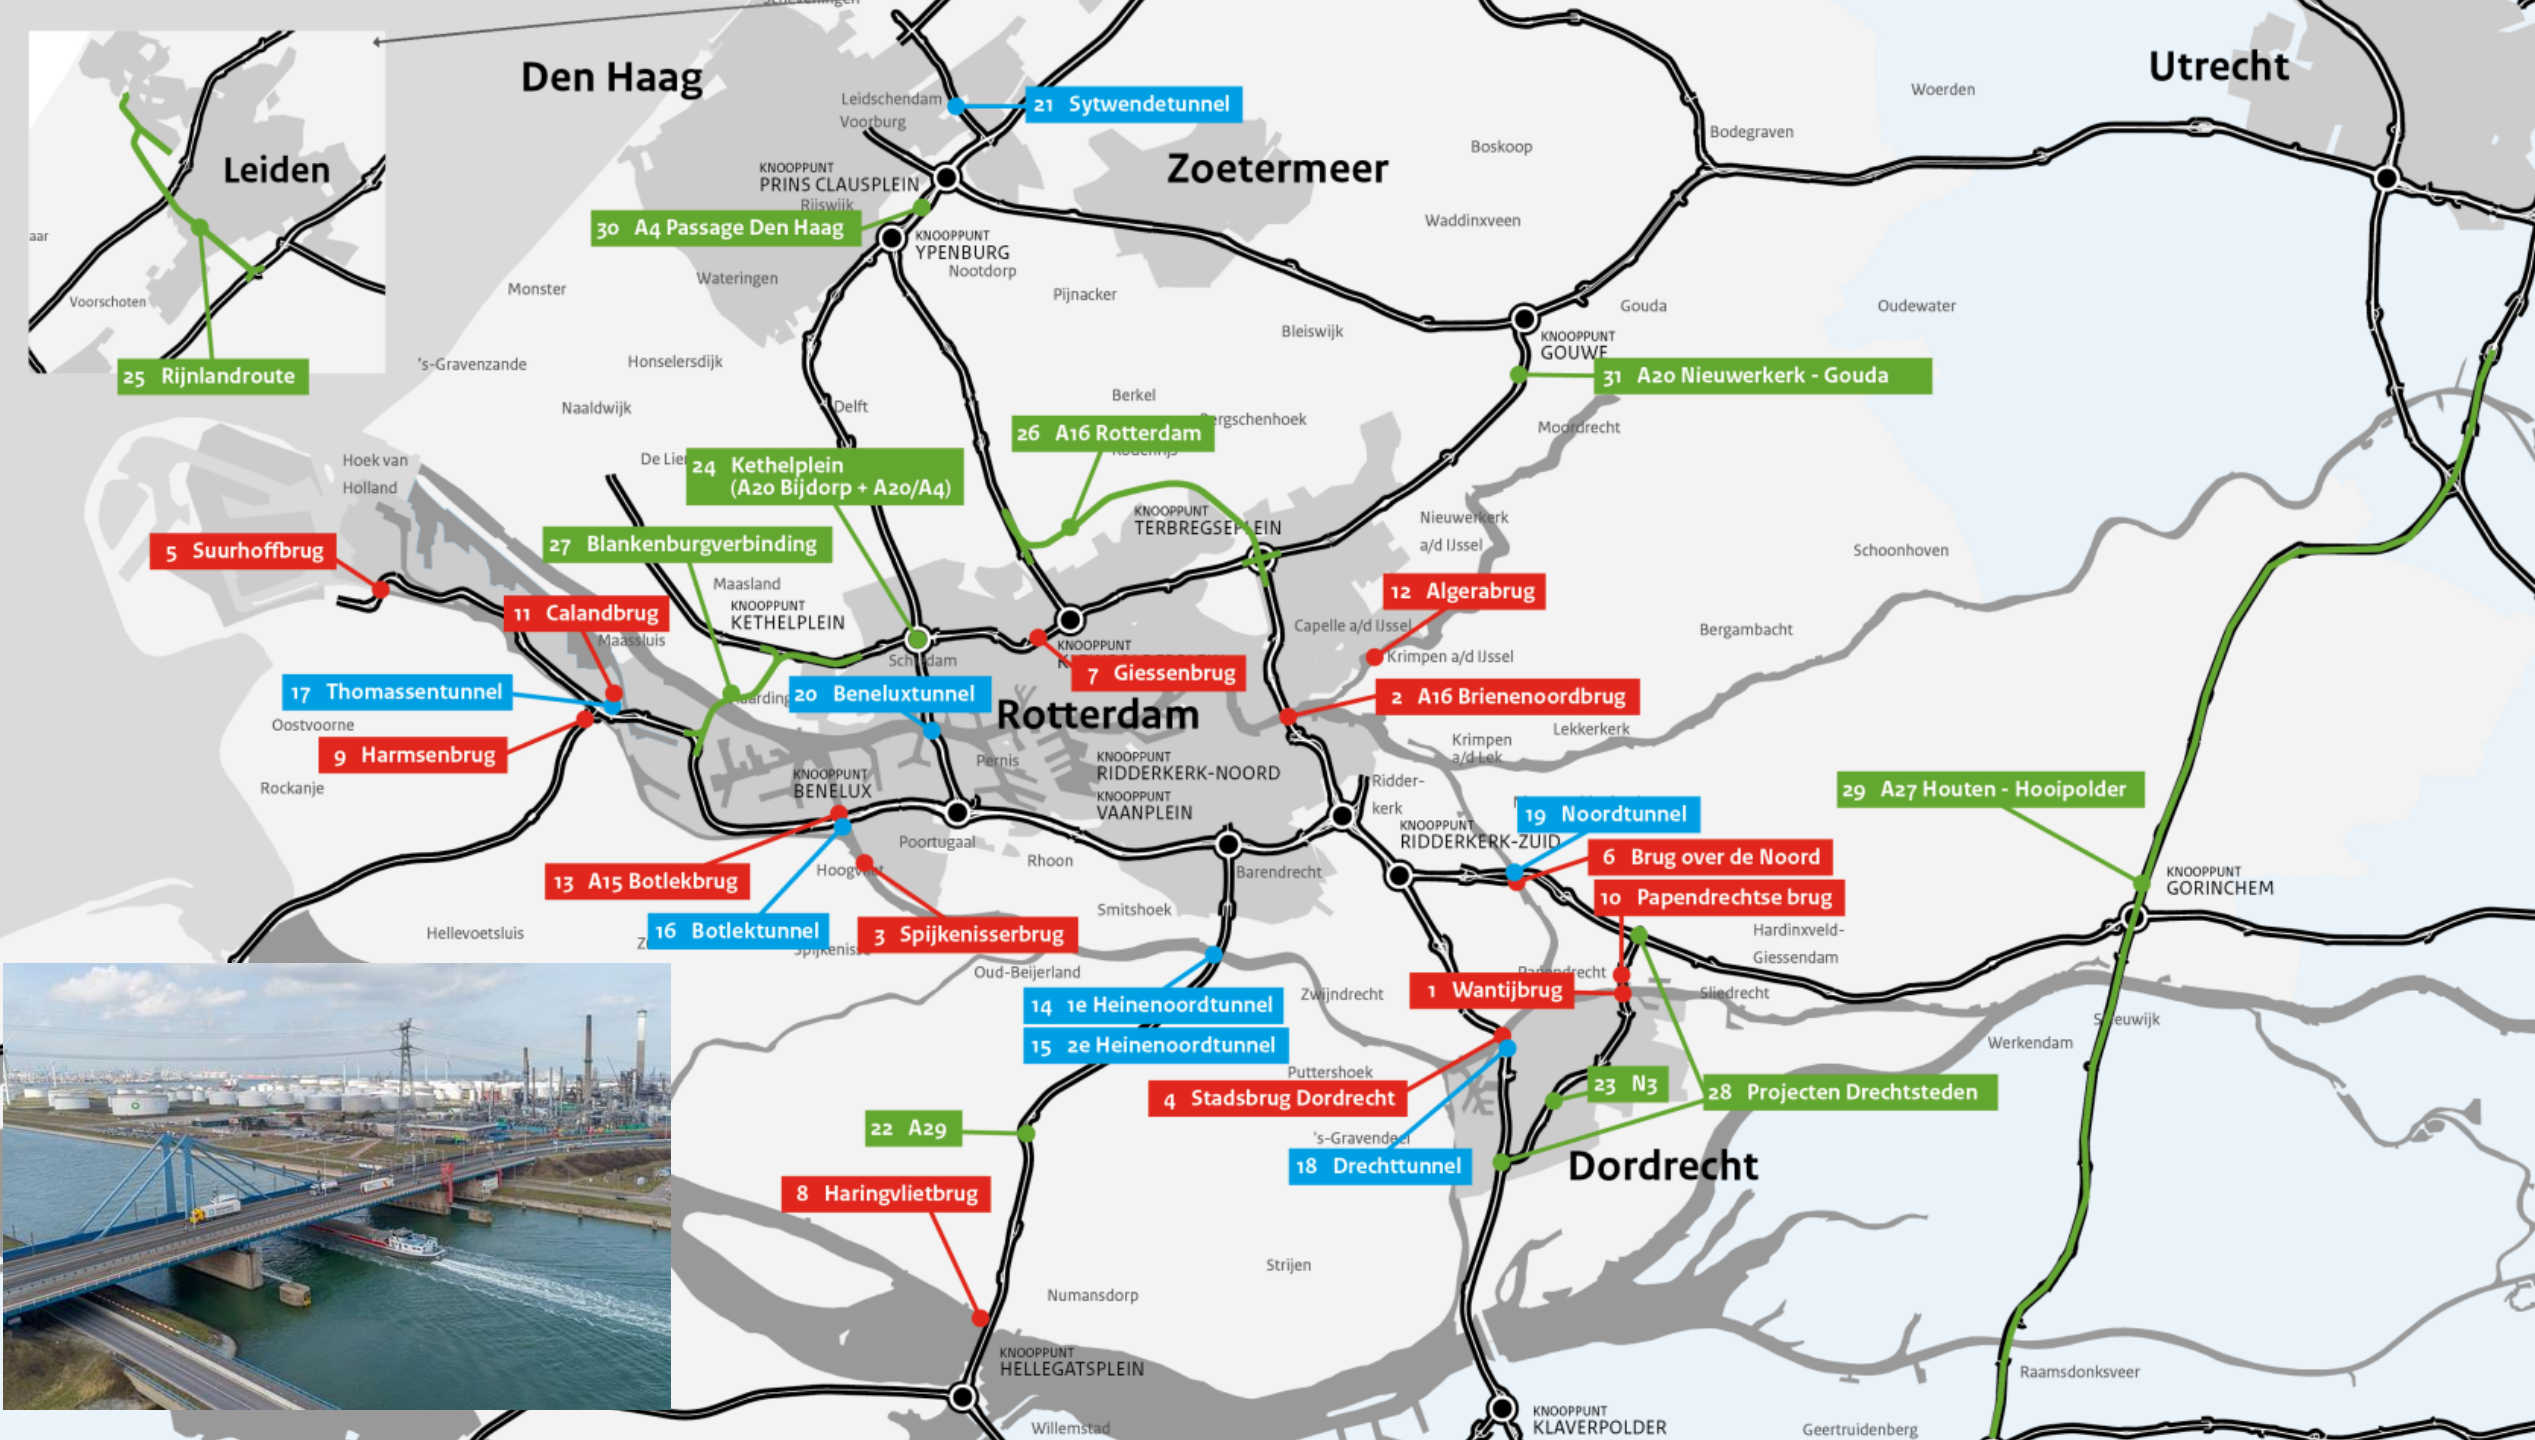 Den Haag
Utrecht
Woerden
Leidschendam
21 Sytwendetunnel
Voorburg
Bodegraven
Boskoop
Leiden
Zoetermeer
KNOOPPUNT
PRINS CLAUSPLEIN
Rijswijk
30 A4 Passage Den Haag
Waddinxveen
aar
KNOOPPUNT
YPENBURG
Nootdorp
Wateringen
Monster
Pijnacker
Voorschoten
Gouda
Oudewater
Bleiswijk
KNOOPPUNT
GOUWE
's-Gravenzande
Honselersdijk
25 Rijnlandroute
31 A20 Nieuwerkerk - Gouda
Berkel
Naaldwijk
Delft
ergschenhoek
Moordrecht
26 A16 Rotterdam
Hoek van
Holland
De Lier
24 Kethelplein
(A20 Bijdorp + A20/A4)
KNOOPPUNT
TERBREGSEPLEIN
Nieuwerkerk
a/d IJssel
5 Suurhoffbrug
27 Blankenburgverbinding
Schoonhoven
Maasland
12 Algerabrug
KNOOPPUNT
KETHELPLEIN
11 Calandbrug
Maassluis
Capelle a/d IJssel
Bergambacht
KNOOPPUNT
Schiedam
Krimpen a/d IJssel
7 Giessenbrug
17 Thomassentunnel
20 Beneluxtunnel
2 A16 Brienenoordbrug
Rotterdam
Oostvoorne
Lekkerkerk
Krimpen
a/d Lek
9 Harmsenbrug
Pernis
KNOOPPUNT
RIDDERKERK-NOORD
KNOOPPUNT
BENELUX
Ridder-
kerk
Rockanje
29 A27 Houten - Hooipolder
KNOOPPUNT
VAANPLEIN
19 Noordtunnel
KNOOPPUNT
RIDDERKERK-ZUID
Poortugaal
Rhoon
6 Brug over de Noord
Hoogvliet
Barendrecht
13 A15 Botlekbrug
KNOOPPUNT
GORINCHEM
10 Papendrechtse brug
Smitshoek
Hellevoetsluis
16 Botlektunnel
3 Spijkenisserbrug
Hardinxveld-
Giessendam
Spijkenisse
Oud-Beijerland
Papendrecht
Zwijndrecht
1 Wantijbrug
Sliedrecht
14 1e Heinenoordtunnel
15 2e Heinenoordtunnel
Sleeuwijk
Werkendam
Puttershoek
23 N3
4 Stadsbrug Dordrecht
28 Projecten Drechtsteden
22 A29
's-Gravendeel
18 Drechttunnel
Dordrecht
8 Haringvlietbrug
Strijen
Numansdorp
KNOOPPUNT
HELLEGATSPLEIN
Raamsdonksveer
KNOOPPUNT
KLAVERPOLDER
Willemstad
Geertruidenberg